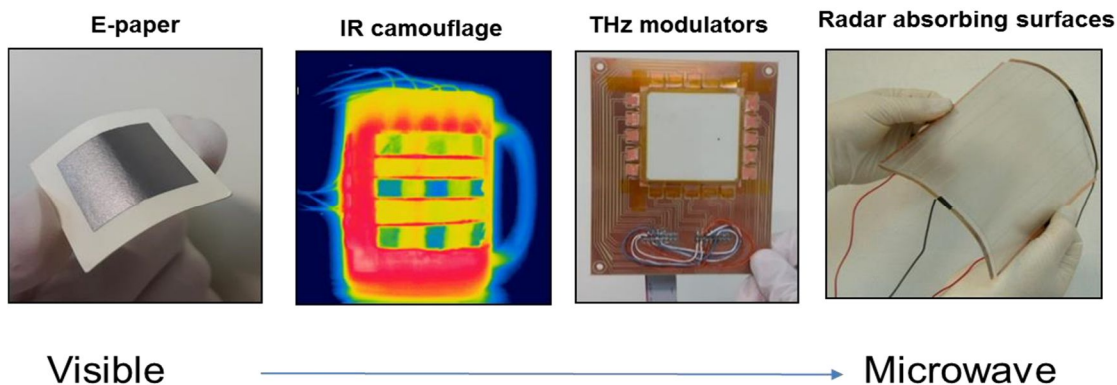 E-paper
IR camouflage
THz modulators
Radar absorbing surfaces
Visible
Microwave